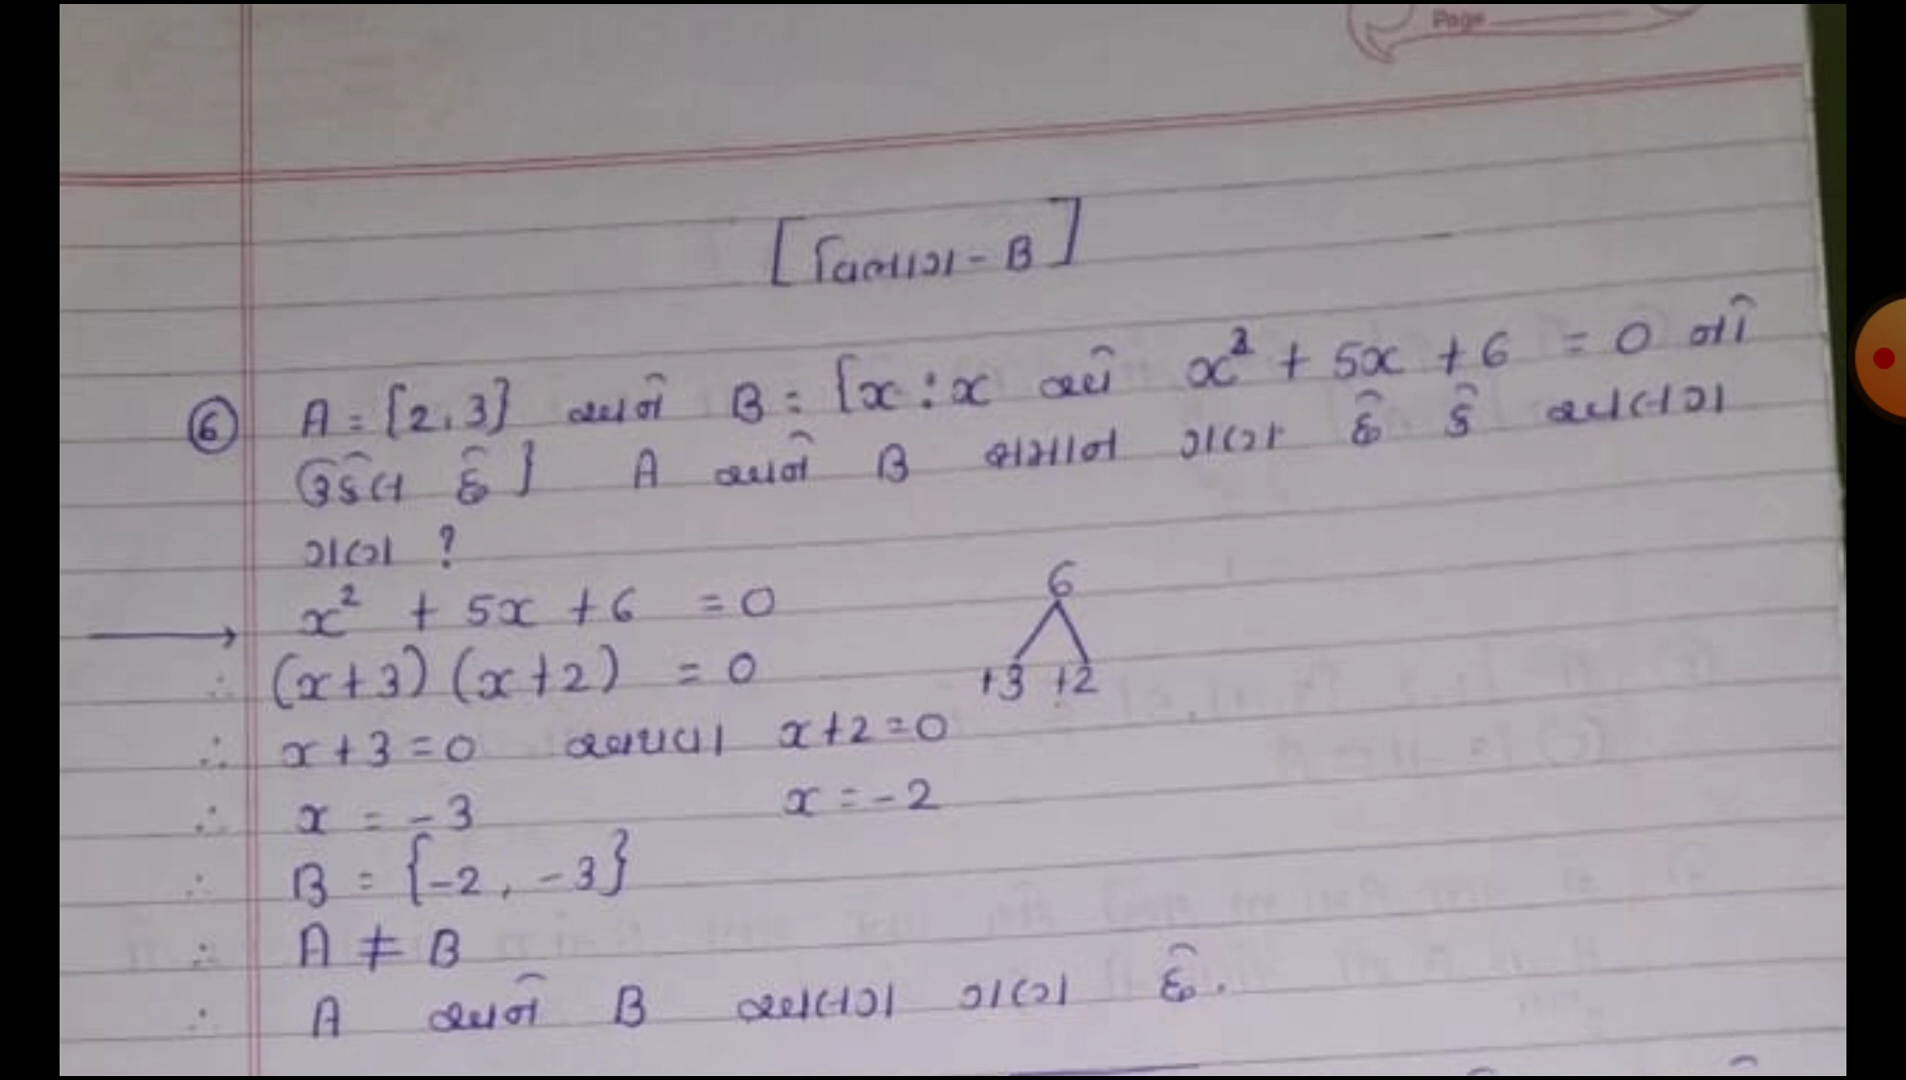 Page
[વિભાગ - B]
⑥ A = {2, 3} અને B = {x : x એ x² + 5x + 6 = 0 નો
ઉકેલ છે} A અને B સમાન ગણ છે કે અલગ
ગણ ?
x² + 5x + 6 = 0
6
∴ (x+3) (x+2) = 0
+3 +2
∴ x + 3 = 0 અથવા x + 2 = 0
∴ x = -3 x = -2
∴ B = {-2, -3}
∴ A ≠ B
∴ A અને B અલગ ગણ છે.